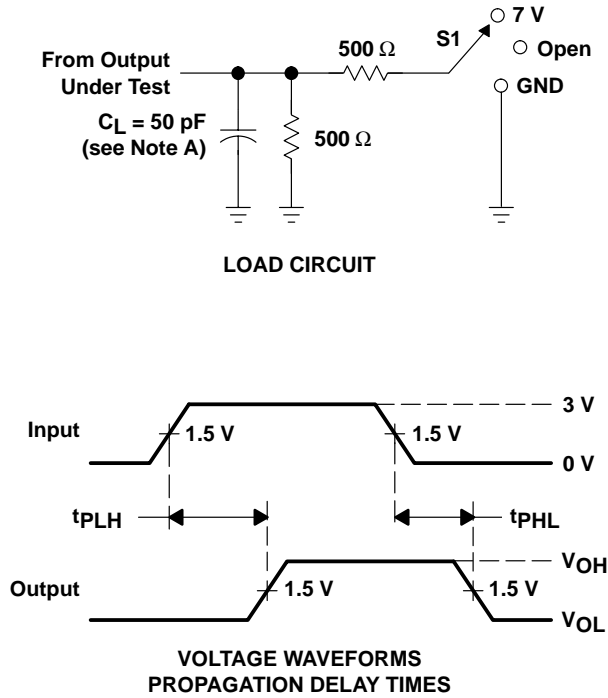 7 V
S1
500 Ω
Open
From Output
Under Test
GND
CL = 50 pF
(see Note A)
500 Ω
LOAD CIRCUIT
3 V
Input
1.5 V
1.5 V
0 V
tPLH
tPHL
VOH
Output
1.5 V
1.5 V
VOL
VOLTAGE WAVEFORMS
PROPAGATION DELAY TIMES